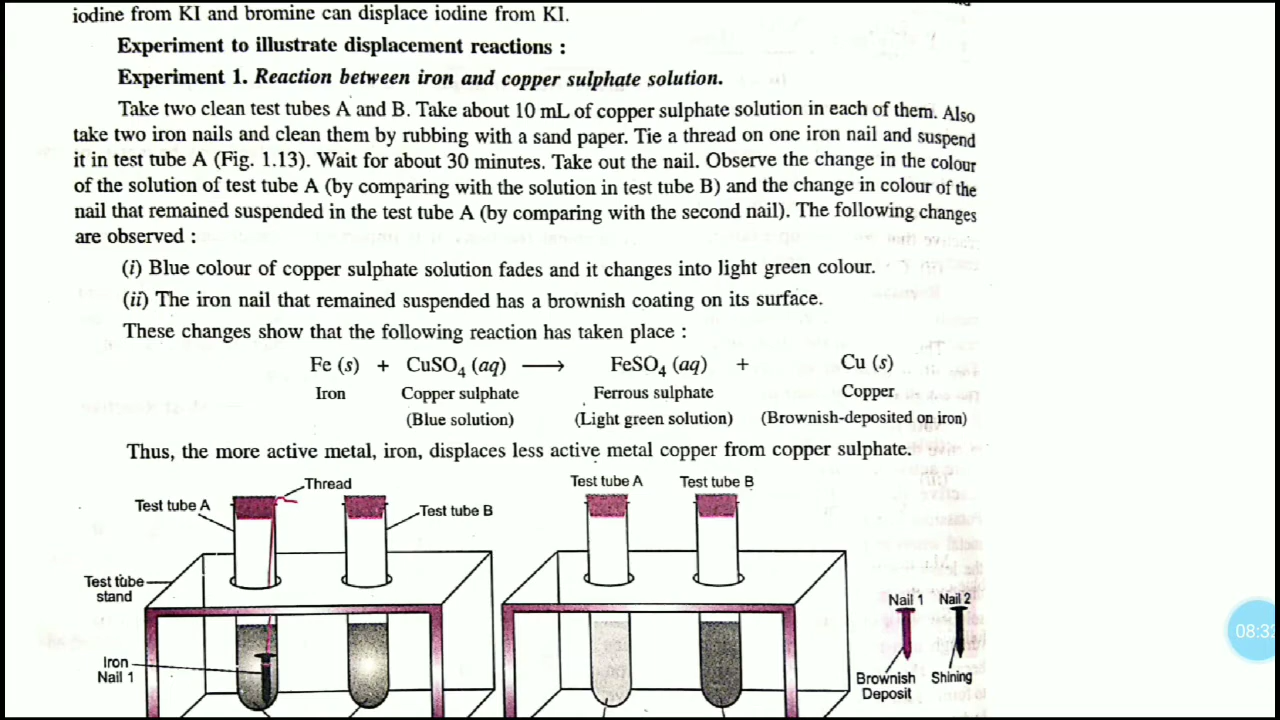 iodine from KI and bromine can displace iodine from KI.
Experiment to illustrate displacement reactions :
Experiment 1. Reaction between iron and copper sulphate solution.
Take two clean test tubes A and B. Take about 10 mL of copper sulphate solution in each of them. Also
take two iron nails and clean them by rubbing with a sand paper. Tie a thread on one iron nail and suspend
it in test tube A (Fig. 1.13). Wait for about 30 minutes. Take out the nail. Observe the change in the colour
of the solution of test tube A (by comparing with the solution in test tube B) and the change in colour of the
nail that remained suspended in the test tube A (by comparing with the second nail). The following changes
are observed :
(i) Blue colour of copper sulphate solution fades and it changes into light green colour.
(ii) The iron nail that remained suspended has a brownish coating on its surface.
These changes show that the following reaction has taken place :
Fe (s) + CuSO₄ (aq) ⟶ FeSO₄ (aq) + Cu (s)
Iron Copper sulphate Ferrous sulphate Copper
(Blue solution) (Light green solution) (Brownish-deposited on iron)
Thus, the more active metal, iron, displaces less active metal copper from copper sulphate.
Thread
Test tube A
Test tube B
Test tube A Test tube B
Test tube
stand
Iron
Nail 1
Nail 1 Nail 2
Brownish
Deposit
Shining
08:32